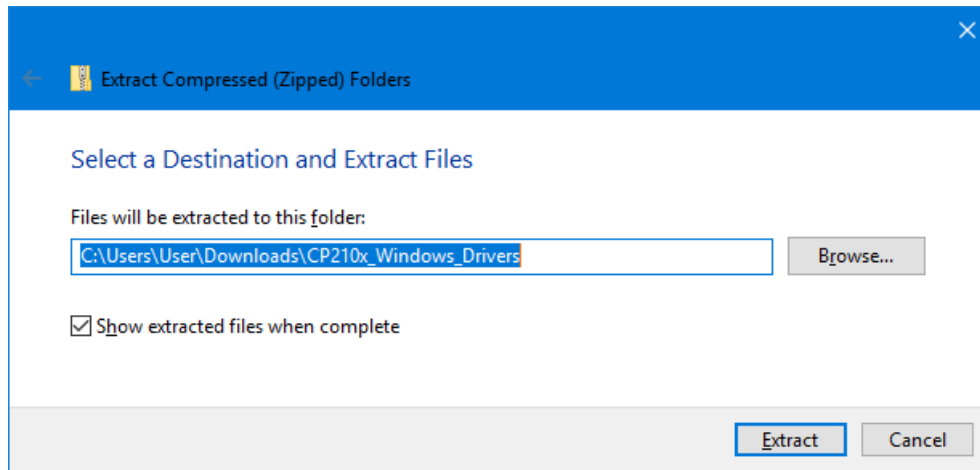 Extract Compressed (Zipped) Folders
Select a Destination and Extract Files
Files will be extracted to this folder:
C:\Users\User\Downloads\CP210x_Windows_Drivers
Browse...
Show extracted files when complete
Extract
Cancel